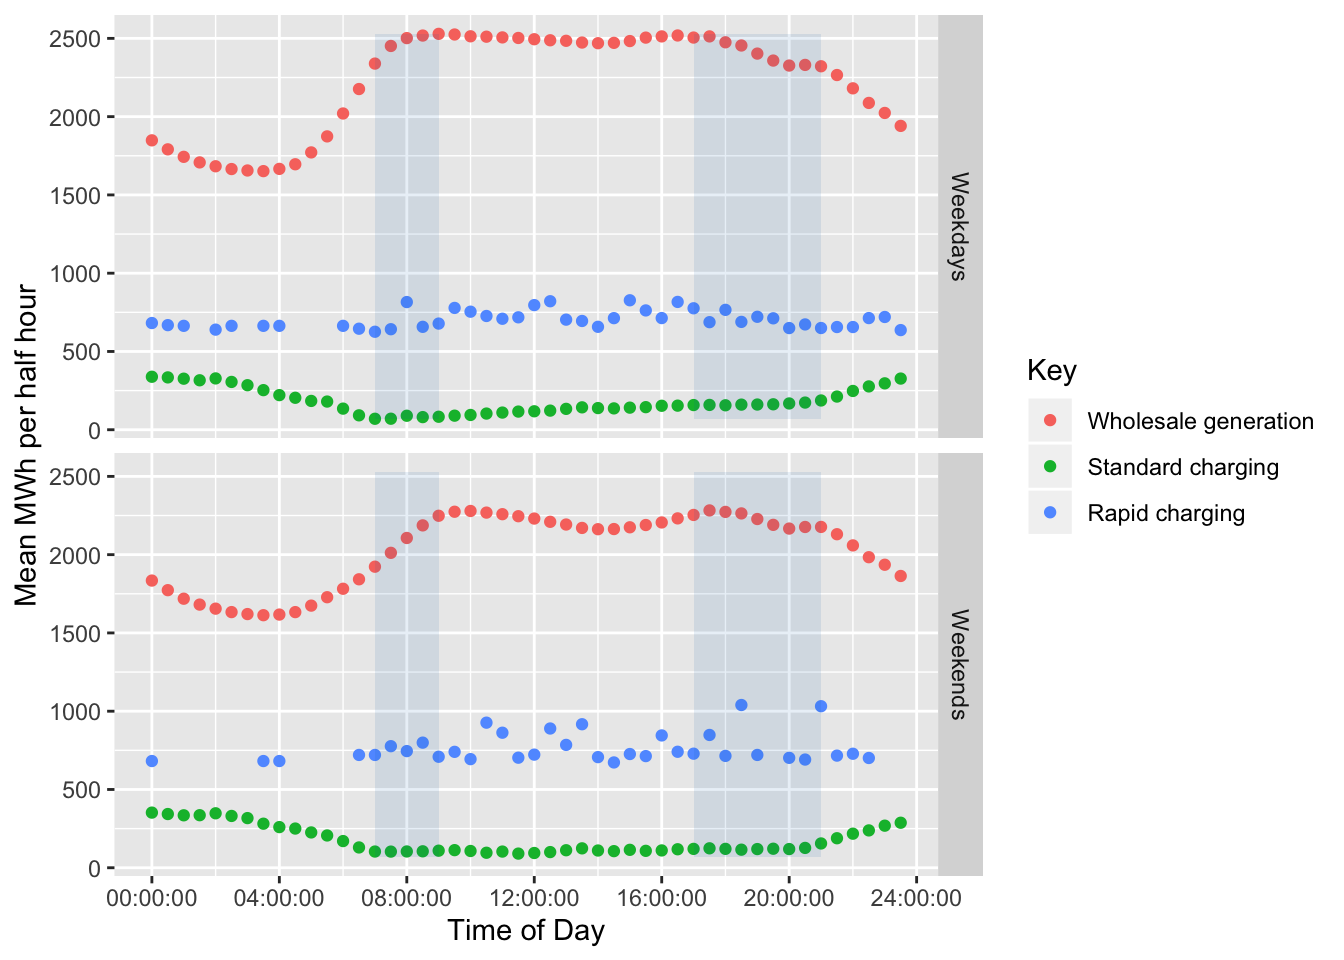 Mean MWh per half hour
2500
2000
1500
1000
500
0
Weekdays
2500
2000
1500
1000
500
0
Weekends
00:00:00 04:00:00 08:00:00 12:00:00 16:00:00 20:00:00 24:00:00
Time of Day
Key
Wholesale generation
Standard charging
Rapid charging